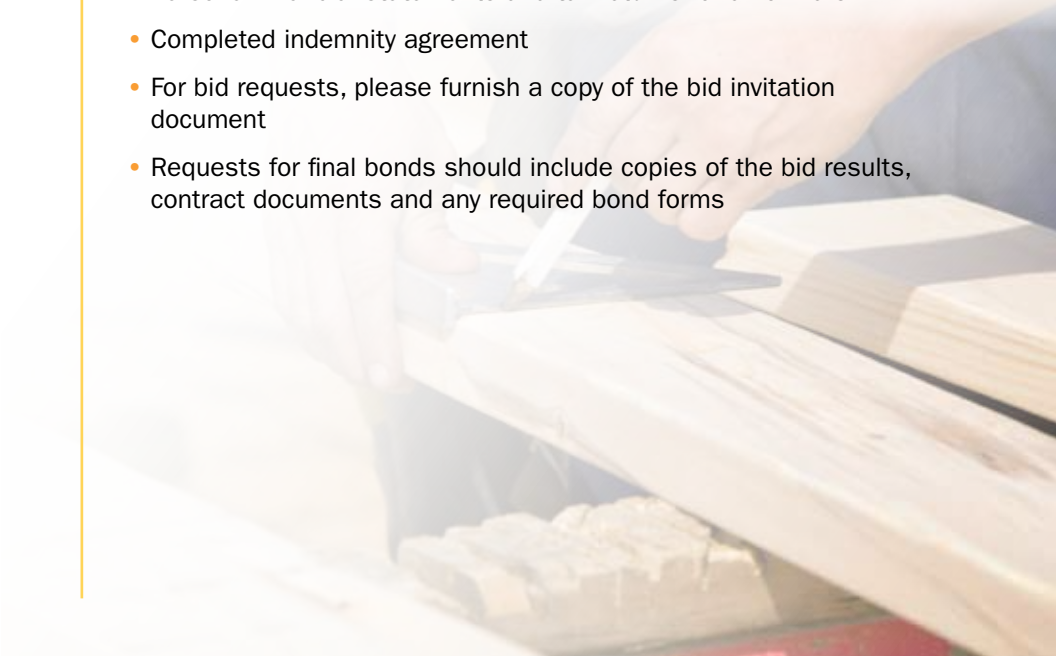 • Completed indemnity agreement
• For bid requests, please furnish a copy of the bid invitation
document
• Requests for final bonds should include copies of the bid results,
contract documents and any required bond forms